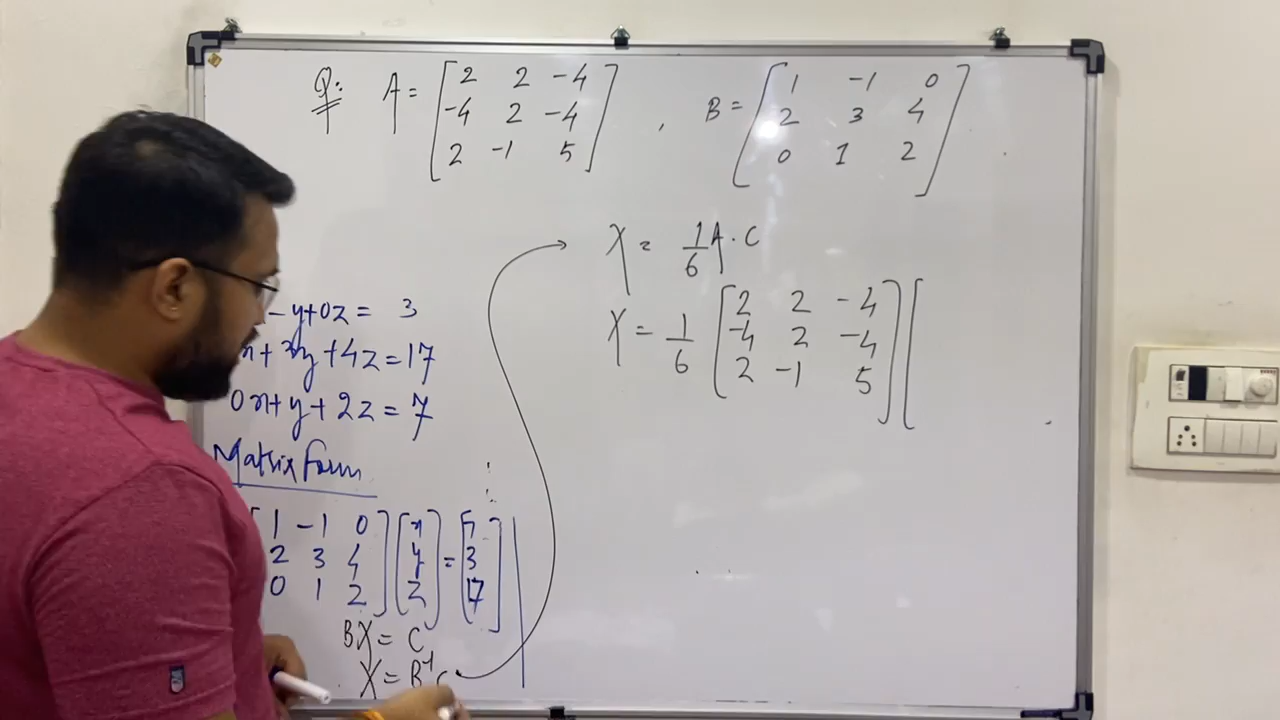 Q:
A = [ 2 2 -4
-4 2 -4
2 -1 5 ] ,
B = [ 1 -1 0
2 3 4
0 1 2 ]
- y + 0z = 3
x + 3y + 4z = 17
0x + y + 2z = 7
Matrix form
[ 1 -1 0
2 3 4
0 1 2 ] [ x
y
z ] = [ 7
3
17 ]
BX = C
X = B⁻¹ C
X = 1/6 A · C
X = 1/6 [ 2 2 -4
-4 2 -4
2 -1 5 ] [